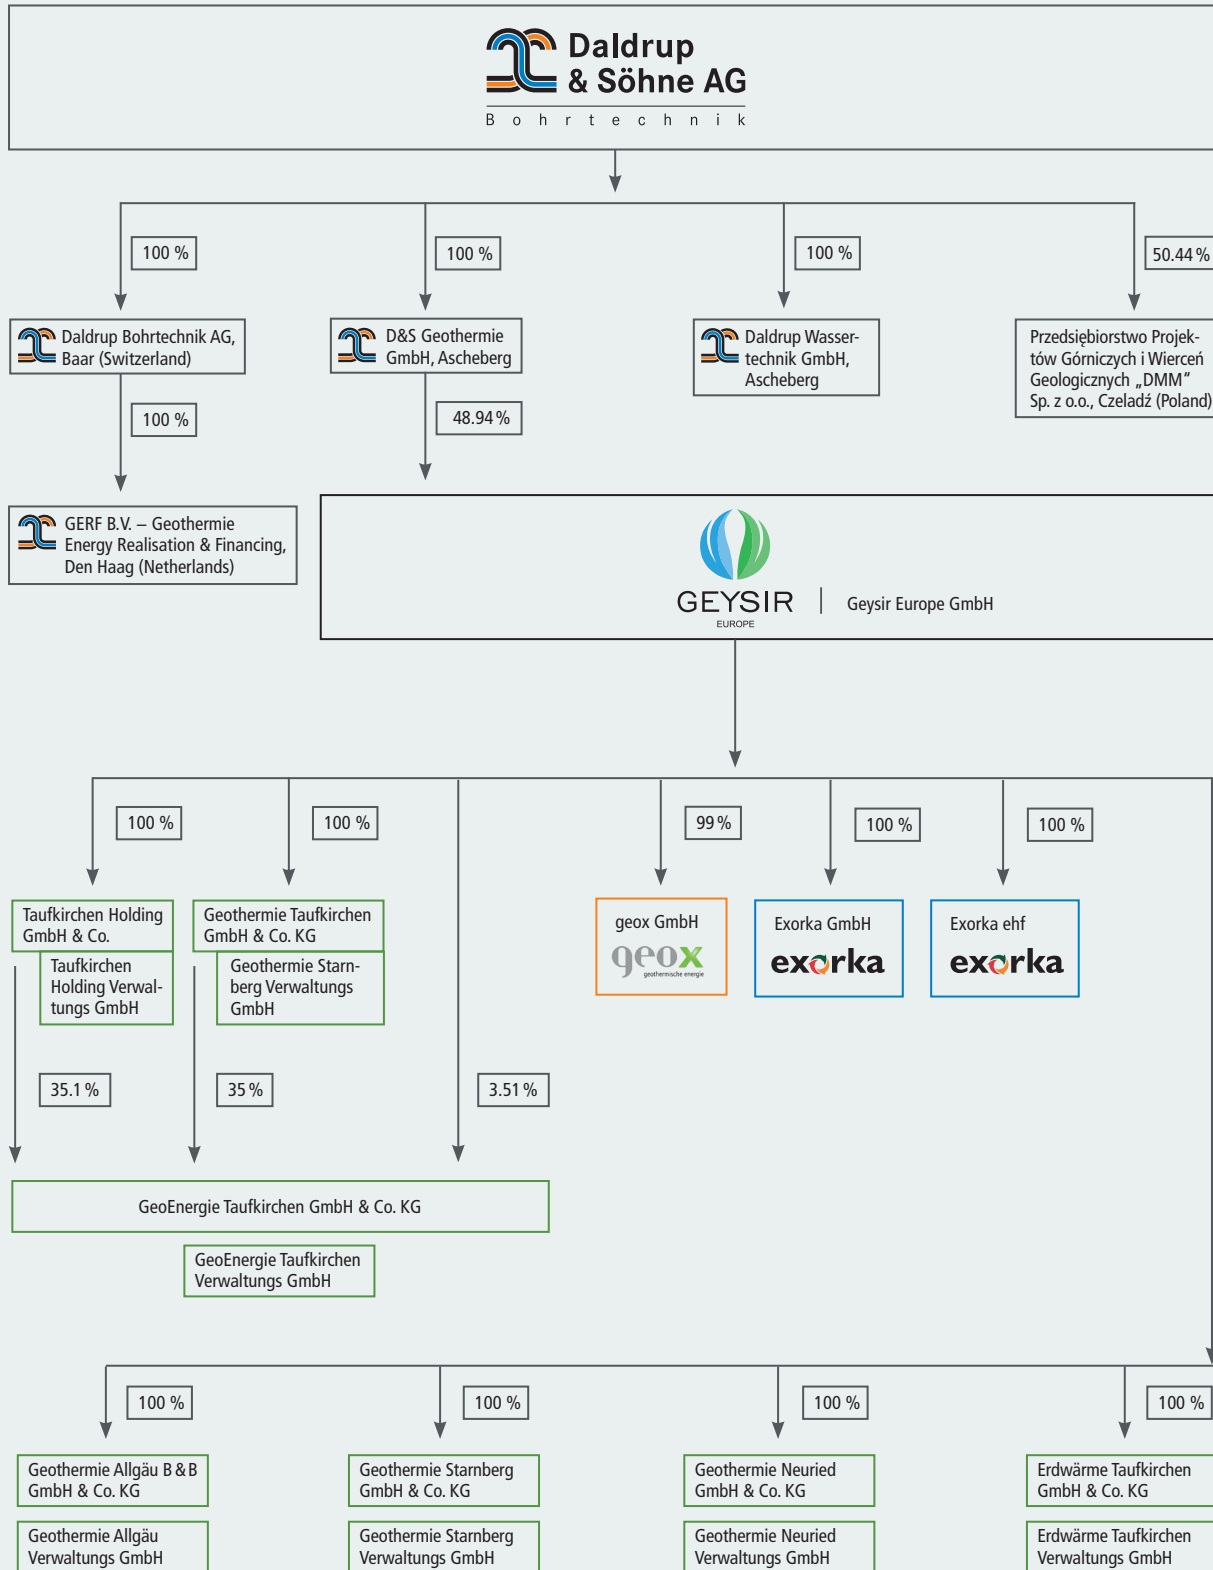 Daldrup
& Söhne AG
Bohrtechnik
100 %
100 %
100 %
50.44 %
Daldrup Bohrtechnik AG,
Baar (Switzerland)
D&S Geothermie
GmbH, Ascheberg
Daldrup Wasser-
technik GmbH,
Ascheberg
Przedsiębiorstwo Projek-
tów Górniczych i Wierceń
Geologicznych „DMM“
Sp. z o.o., Czeladź (Poland)
100 %
48.94 %
GERF B.V. – Geothermie
Energy Realisation & Financing,
Den Haag (Netherlands)
GEYSIR
EUROPE
Geysir Europe GmbH
100 %
100 %
99 %
100 %
100 %
Taufkirchen Holding
GmbH & Co.
Taufkirchen
Holding Verwal-
tungs GmbH
Geothermie Taufkirchen
GmbH & Co. KG
Geothermie Starn-
berg Verwaltungs
GmbH
geox GmbH
geox
geothermische energie
Exorka GmbH
exorka
Exorka ehf
exorka
35.1 %
35 %
3.51 %
GeoEnergie Taufkirchen GmbH & Co. KG
GeoEnergie Taufkirchen
Verwaltungs GmbH
100 %
100 %
100 %
100 %
Geothermie Allgäu B & B
GmbH & Co. KG
Geothermie Starnberg
GmbH & Co. KG
Geothermie Neuried
GmbH & Co. KG
Erdwärme Taufkirchen
GmbH & Co. KG
Geothermie Allgäu
Verwaltungs GmbH
Geothermie Starnberg
Verwaltungs GmbH
Geothermie Neuried
Verwaltungs GmbH
Erdwärme Taufkirchen
Verwaltungs GmbH